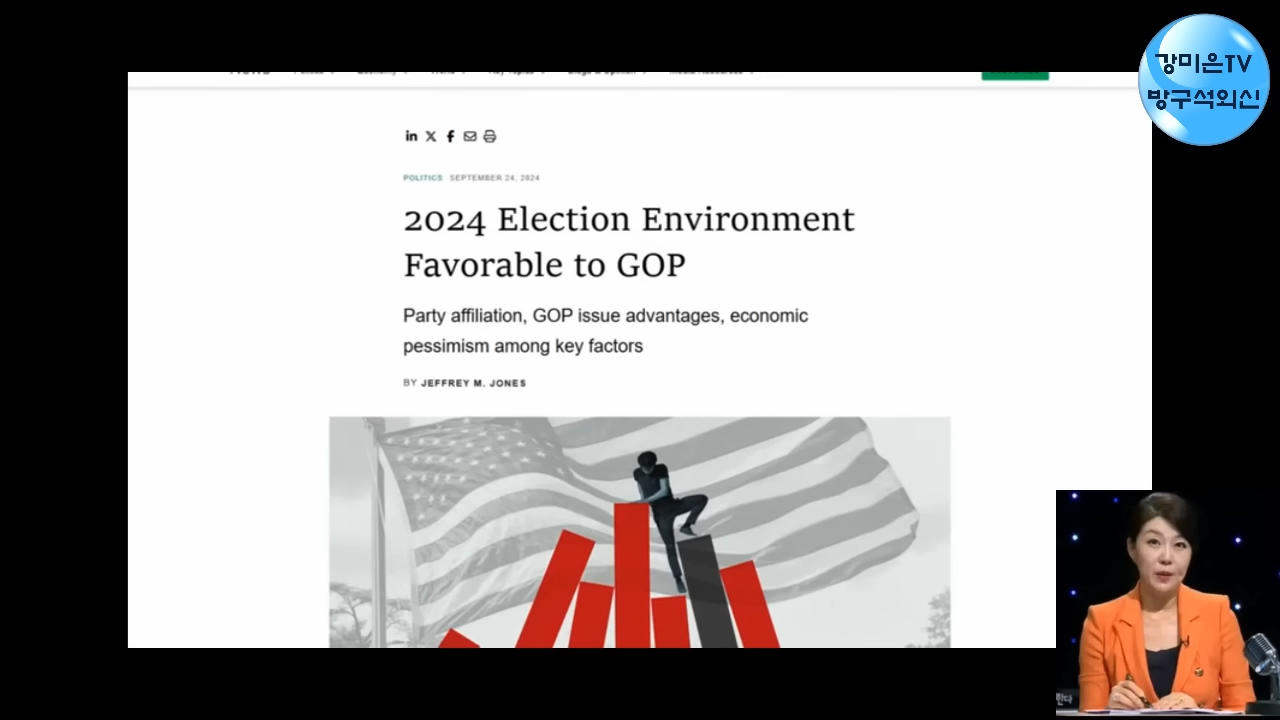 강미은TV
방구석외신
POLITICS SEPTEMBER 24, 2024
2024 Election Environment
Favorable to GOP
Party affiliation, GOP issue advantages, economic
pessimism among key factors
BY JEFFREY M. JONES